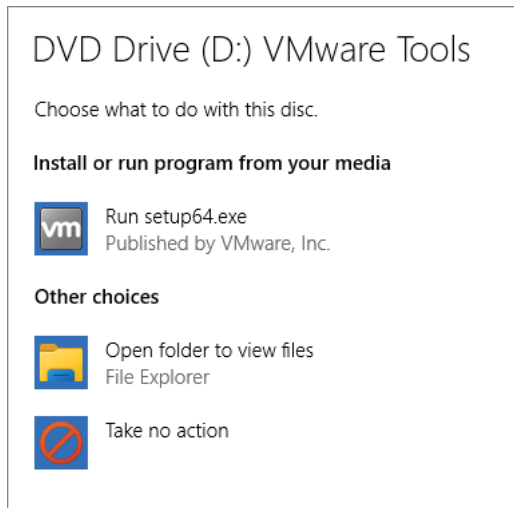 DVD Drive (D:) VMware Tools
Choose what to do with this disc.
Install or run program from your media
vm
Run setup64.exe
Published by VMware, Inc.
Other choices
Open folder to view files
File Explorer
Take no action